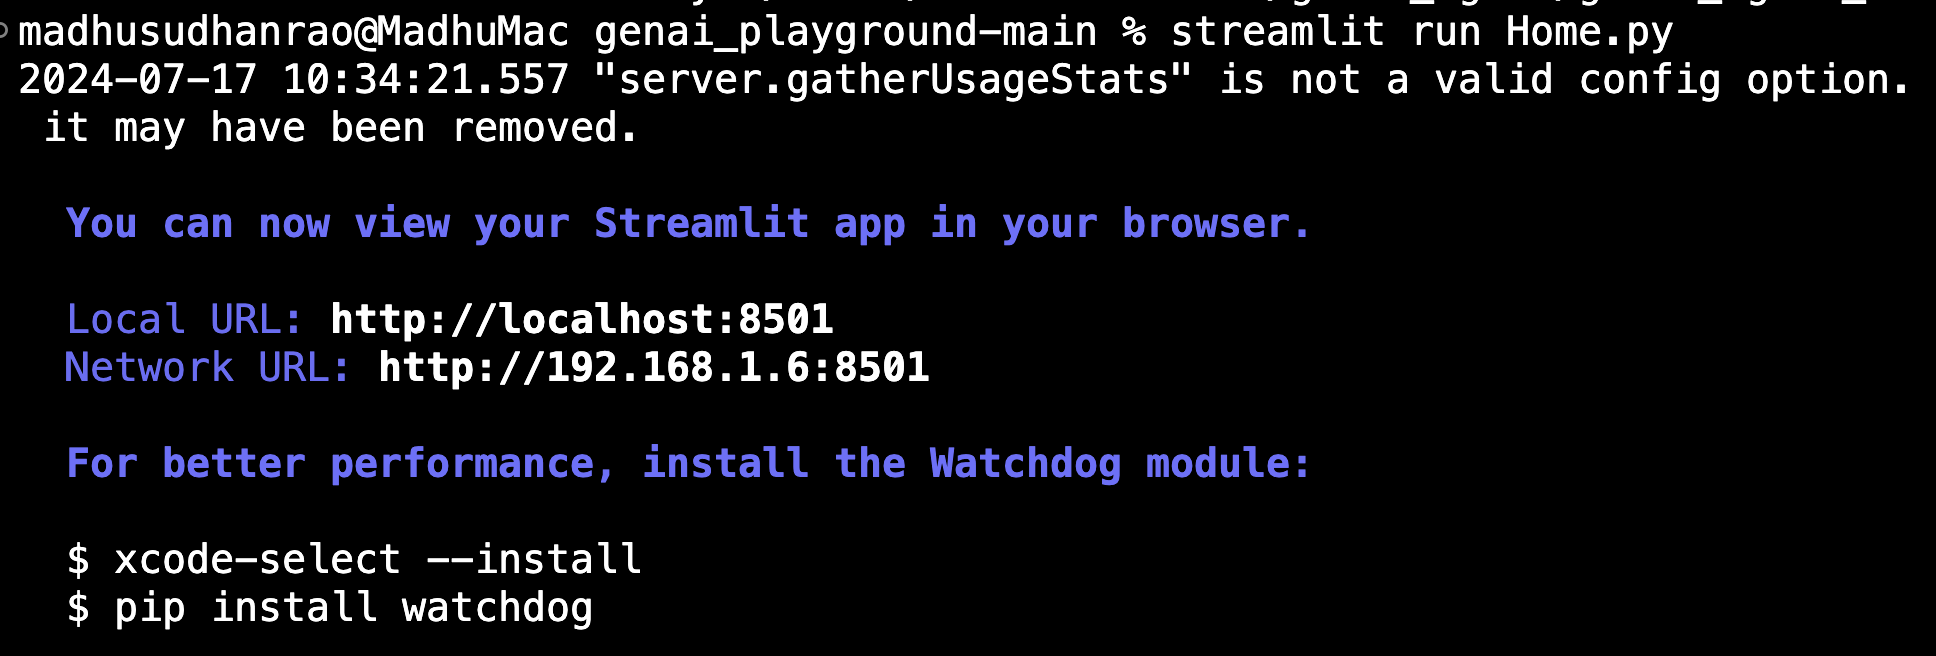 madhusudhanrao@MadhuMac genai_playground-main % streamlit run Home.py
2024-07-17 10:34:21.557 "server.gatherUsageStats" is not a valid config option.
it may have been removed.
You can now view your Streamlit app in your browser.
Local URL: http://localhost:8501
Network URL: http://192.168.1.6:8501
For better performance, install the Watchdog module:
$ xcode-select --install
$ pip install watchdog